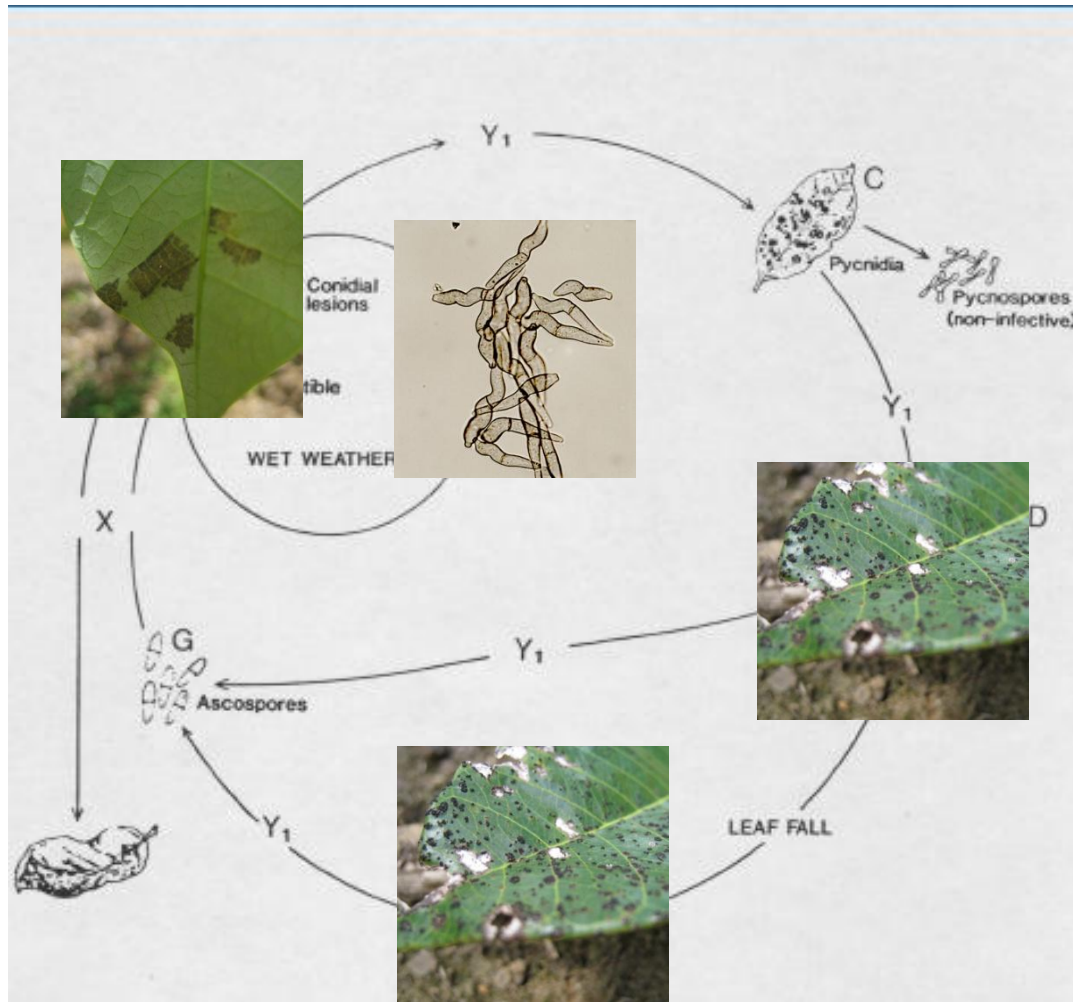 Y₁
C
Conidial
lesions
Pycnidia
Pycnospores
(non-infective)
tible
Y₁
WET WEATHER
X
D
G
Y₁
Ascospores
Y₁
LEAF FALL